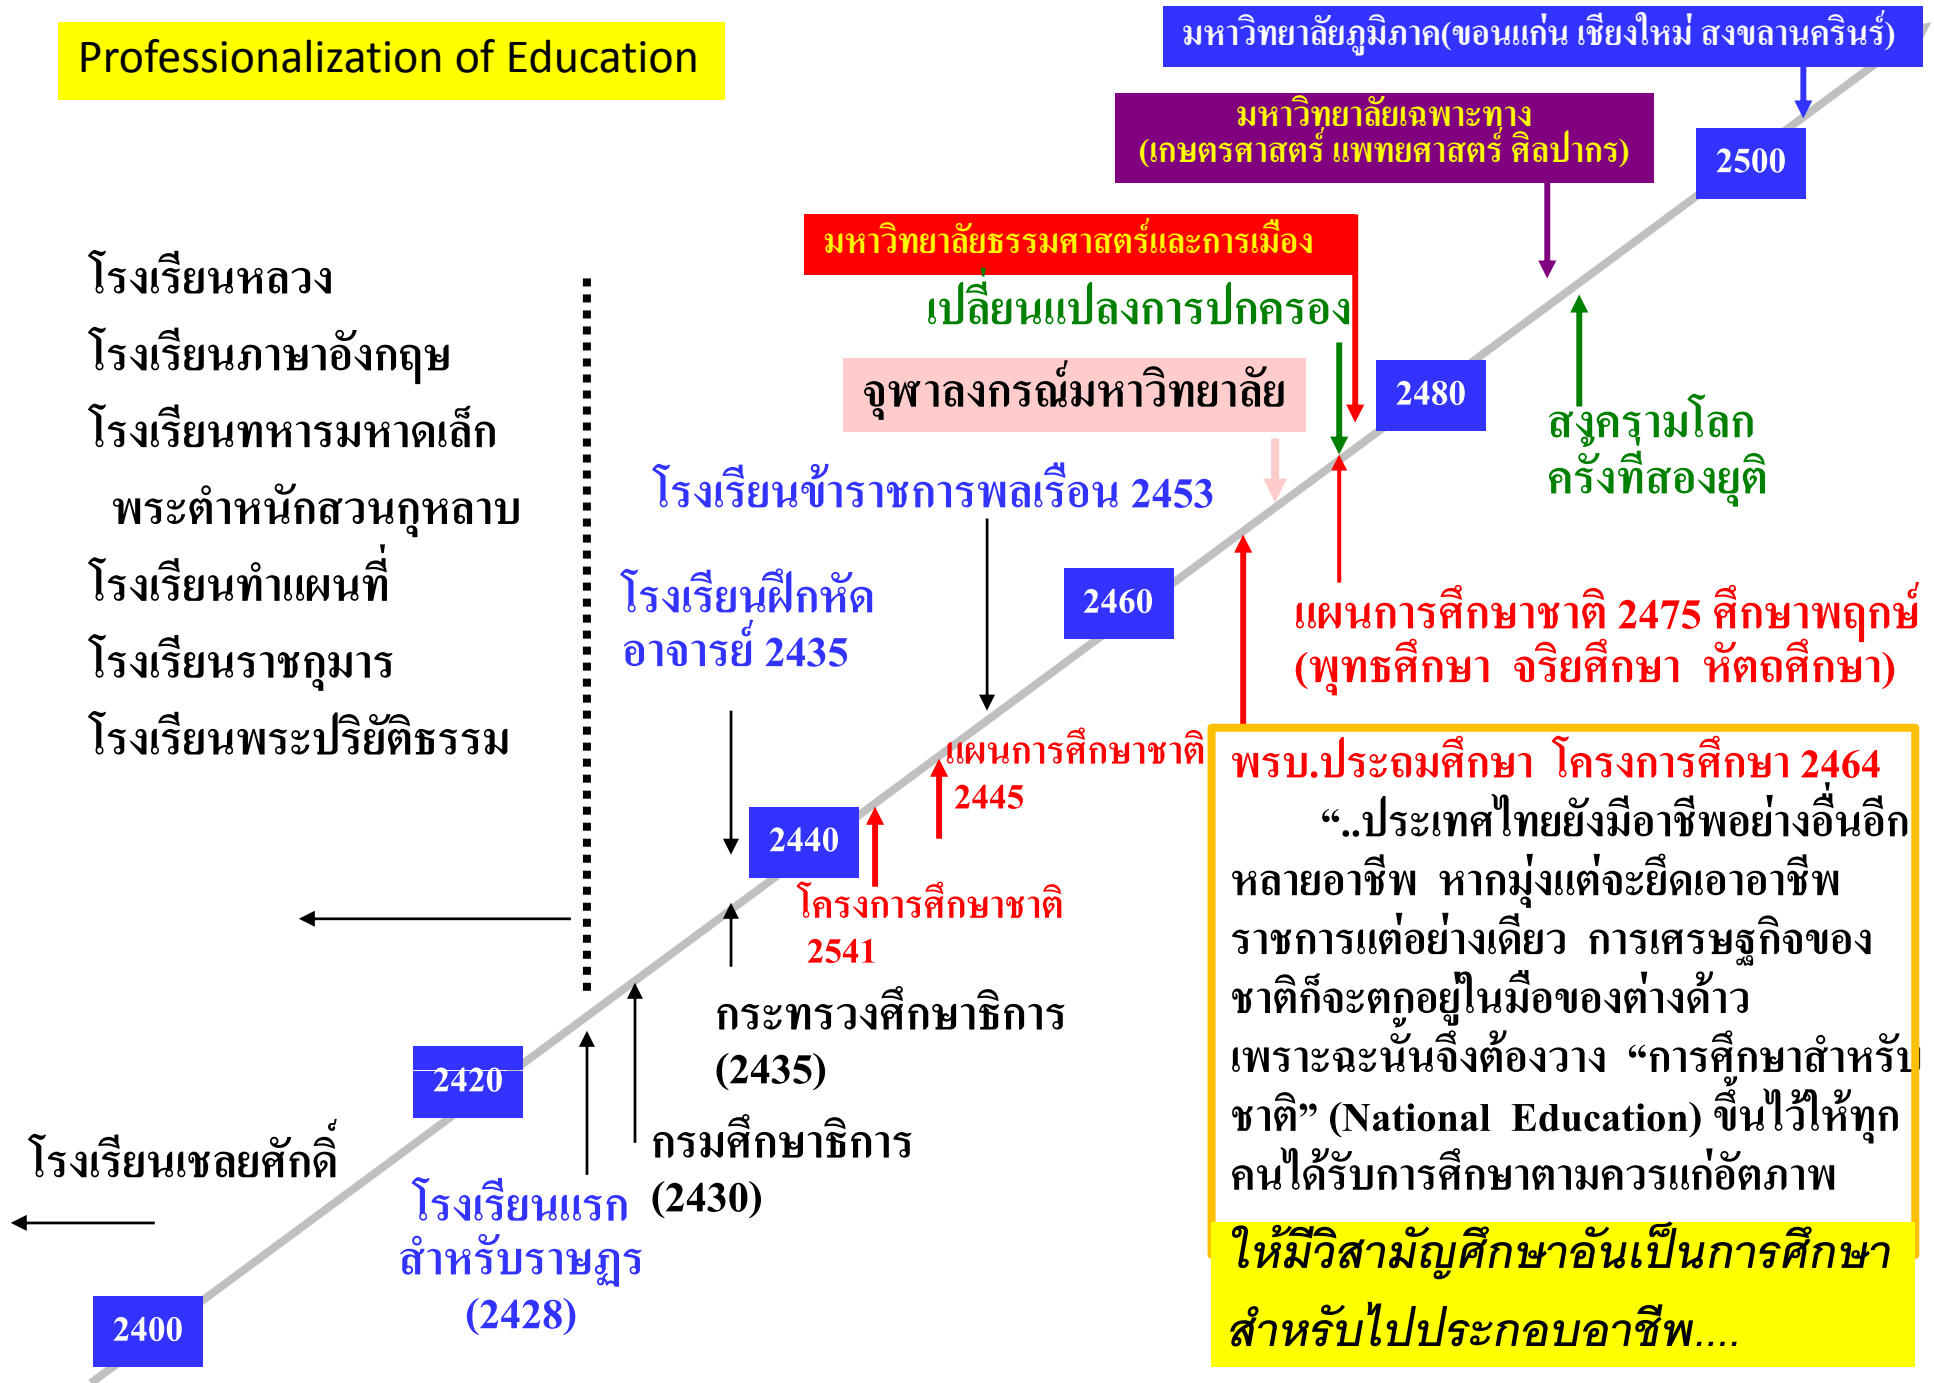 Professionalization of Education
มหาวิทยาลัยภูมิภาค(ขอนแก่น เชียงใหม่ สงขลานครินร์)
มหาวิทยาลัยเฉพาะทาง
(เกษตรศาสตร์ แพทยศาสตร์ ศิลปากร)
2500
มหาวิทยาลัยธรรมศาสตร์และการเมือง
เปลี่ยนแปลงการปกครอง
จุฬาลงกรณ์มหาวิทยาลัย
2480
สงครามโลก
ครั้งที่สองยุติ
โรงเรียนหลวง
โรงเรียนภาษาอังกฤษ
โรงเรียนทหารมหาดเล็ก
พระตำหนักสวนกุหลาบ
โรงเรียนทำแผนที่
โรงเรียนราชกุมาร
โรงเรียนพระปริยัติธรรม
โรงเรียนข้าราชการพลเรือน 2453
โรงเรียนฝึกหัด
อาจารย์ 2435
2460
แผนการศึกษาชาติ 2475 ศึกษาพฤกษ์
(พุทธศึกษา จริยศึกษา หัตถศึกษา)
แผนการศึกษาชาติ
2445
2440
โครงการศึกษาชาติ
2541
กระทรวงศึกษาธิการ
(2435)
กรมศึกษาธิการ
(2430)
2420
โรงเรียนแรก
สำหรับราษฎร
(2428)
โรงเรียนเชลยศักดิ์
2400
พรบ.ประถมศึกษา โครงการศึกษา 2464
“..ประเทศไทยยังมีอาชีพอย่างอื่นอีก
หลายอาชีพ หากมุ่งแต่จะยึดเอาอาชีพ
ราชการแต่อย่างเดียว การเศรษฐกิจของ
ชาติก็จะตกอยู่ในมือของต่างด้าว
เพราะฉะนั้นจึงต้องวาง “การศึกษาสำหรับ
ชาติ” (National Education) ขึ้นไว้ให้ทุก
คนได้รับการศึกษาตามควรแก่อัตภาพ
ให้มีวิสามัญศึกษาอันเป็นการศึกษา
สำหรับไปประกอบอาชีพ....